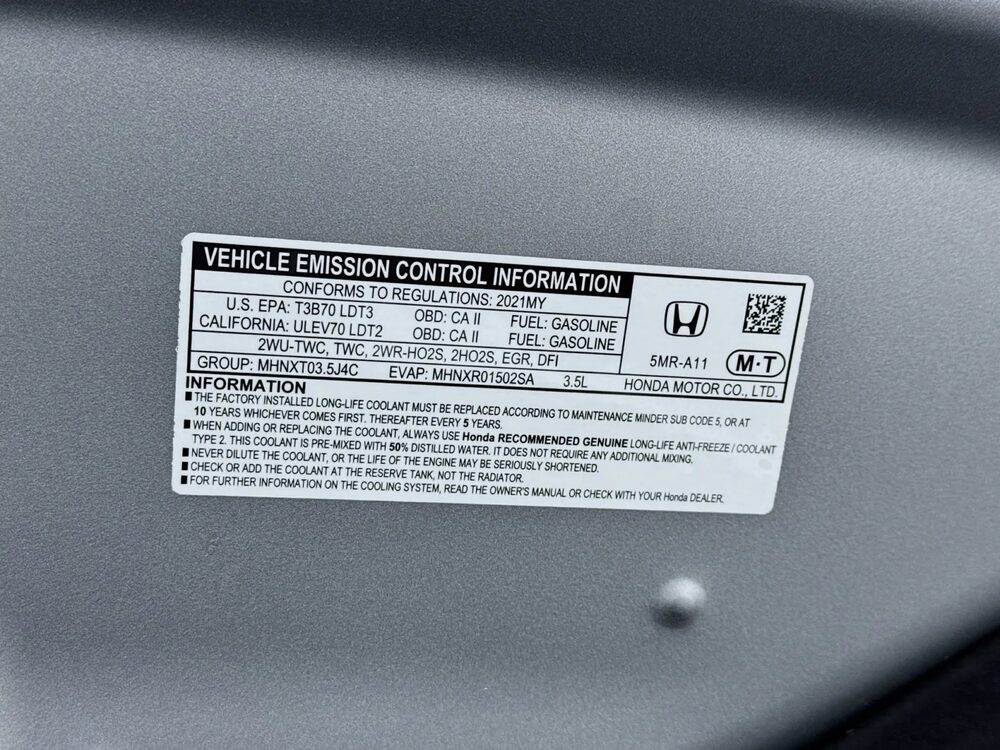 VEHICLE EMISSION CONTROL INFORMATION
CONFORMS TO REGULATIONS: 2021MY
U.S. EPA: T3B70 LDT3 OBD: CA II FUEL: GASOLINE
CALIFORNIA: ULEV70 LDT2 OBD: CA II FUEL: GASOLINE
2WU-TWC, TWC, 2WR-HO2S, 2HO2S, EGR, DFI
5MR-A11 M·T
GROUP: MHNXT03.5J4C EVAP: MHNXR01502SA 3.5L HONDA MOTOR CO., LTD.
INFORMATION
■ THE FACTORY INSTALLED LONG-LIFE COOLANT MUST BE REPLACED ACCORDING TO MAINTENANCE MINDER SUB CODE 5, OR AT
10 YEARS WHICHEVER COMES FIRST. THEREAFTER EVERY 5 YEARS.
■ WHEN ADDING OR REPLACING THE COOLANT, ALWAYS USE Honda RECOMMENDED GENUINE LONG-LIFE ANTI-FREEZE / COOLANT
TYPE 2. THIS COOLANT IS PRE-MIXED WITH 50% DISTILLED WATER. IT DOES NOT REQUIRE ANY ADDITIONAL MIXING.
■ NEVER DILUTE THE COOLANT, OR THE LIFE OF THE ENGINE MAY BE SERIOUSLY SHORTENED.
■ CHECK OR ADD THE COOLANT AT THE RESERVE TANK, NOT THE RADIATOR.
■ FOR FURTHER INFORMATION ON THE COOLING SYSTEM, READ THE OWNER'S MANUAL OR CHECK WITH YOUR Honda DEALER.